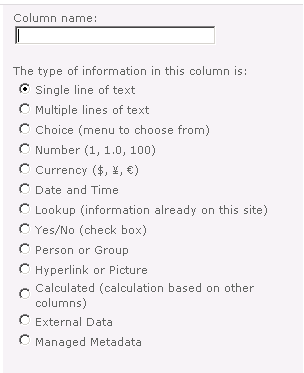 Column name:
The type of information in this column is:
Single line of text
Multiple lines of text
Choice (menu to choose from)
Number (1, 1.0, 100)
Currency ($, ¥, €)
Date and Time
Lookup (information already on this site)
Yes/No (check box)
Person or Group
Hyperlink or Picture
Calculated (calculation based on other
columns)
External Data
Managed Metadata